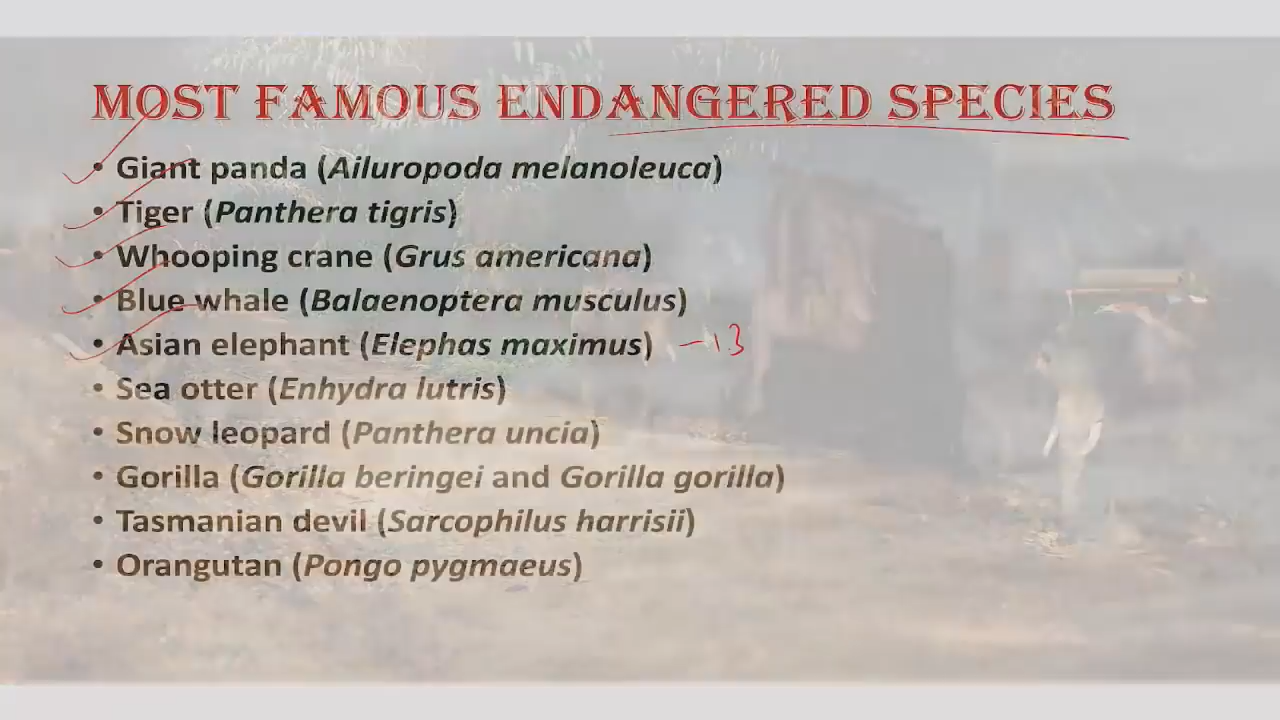 MOST FAMOUS ENDANGERED SPECIES
• Giant panda (Ailuropoda melanoleuca)
• Tiger (Panthera tigris)
• Whooping crane (Grus americana)
• Blue whale (Balaenoptera musculus)
• Asian elephant (Elephas maximus) -13
• Sea otter (Enhydra lutris)
• Snow leopard (Panthera uncia)
• Gorilla (Gorilla beringei and Gorilla gorilla)
• Tasmanian devil (Sarcophilus harrisii)
• Orangutan (Pongo pygmaeus)